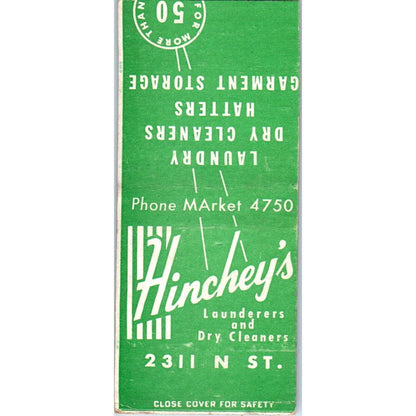 FOR MORE THAN
50
GARMENT STORAGE
HATTERS
DRY CLEANERS
LAUNDRY
Phone MArket 4750
Hinchey's
Launderers
and
Dry Cleaners
2311 N ST.
CLOSE COVER FOR SAFETY